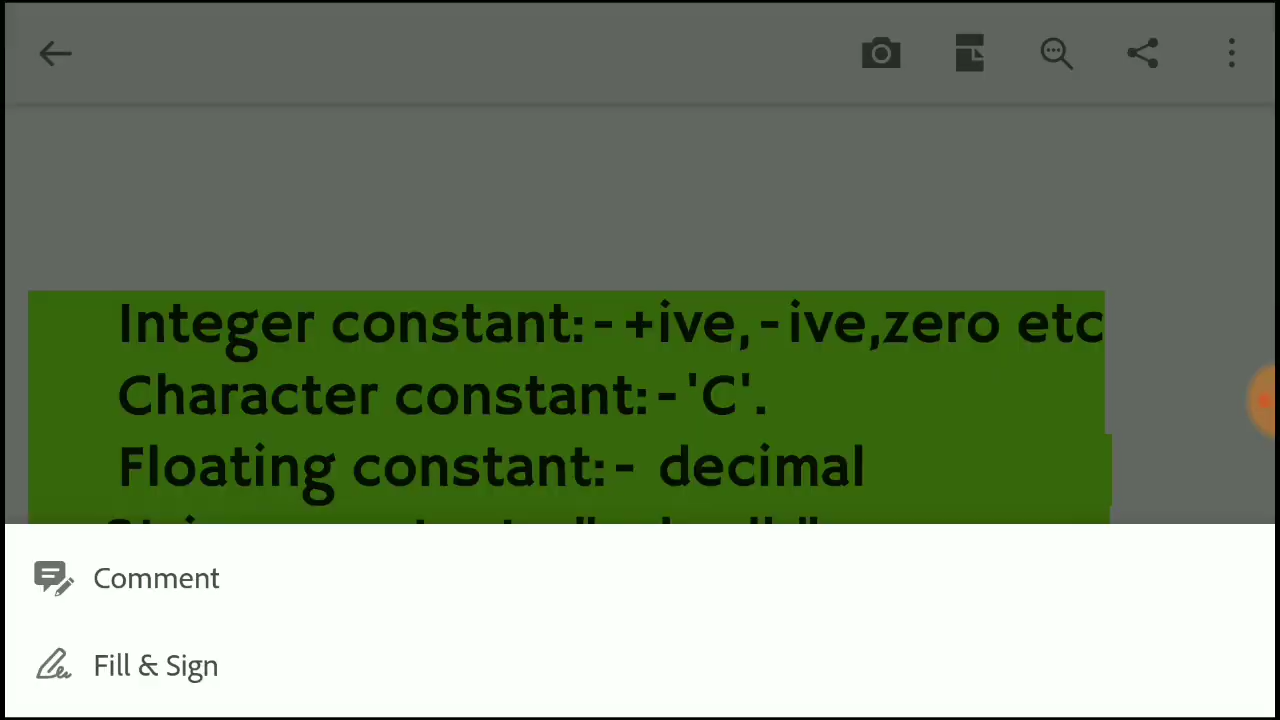 Integer constant:-+ive,-ive,zero etc
Character constant:-'C'.
Floating constant:- decimal
Comment
Fill & Sign